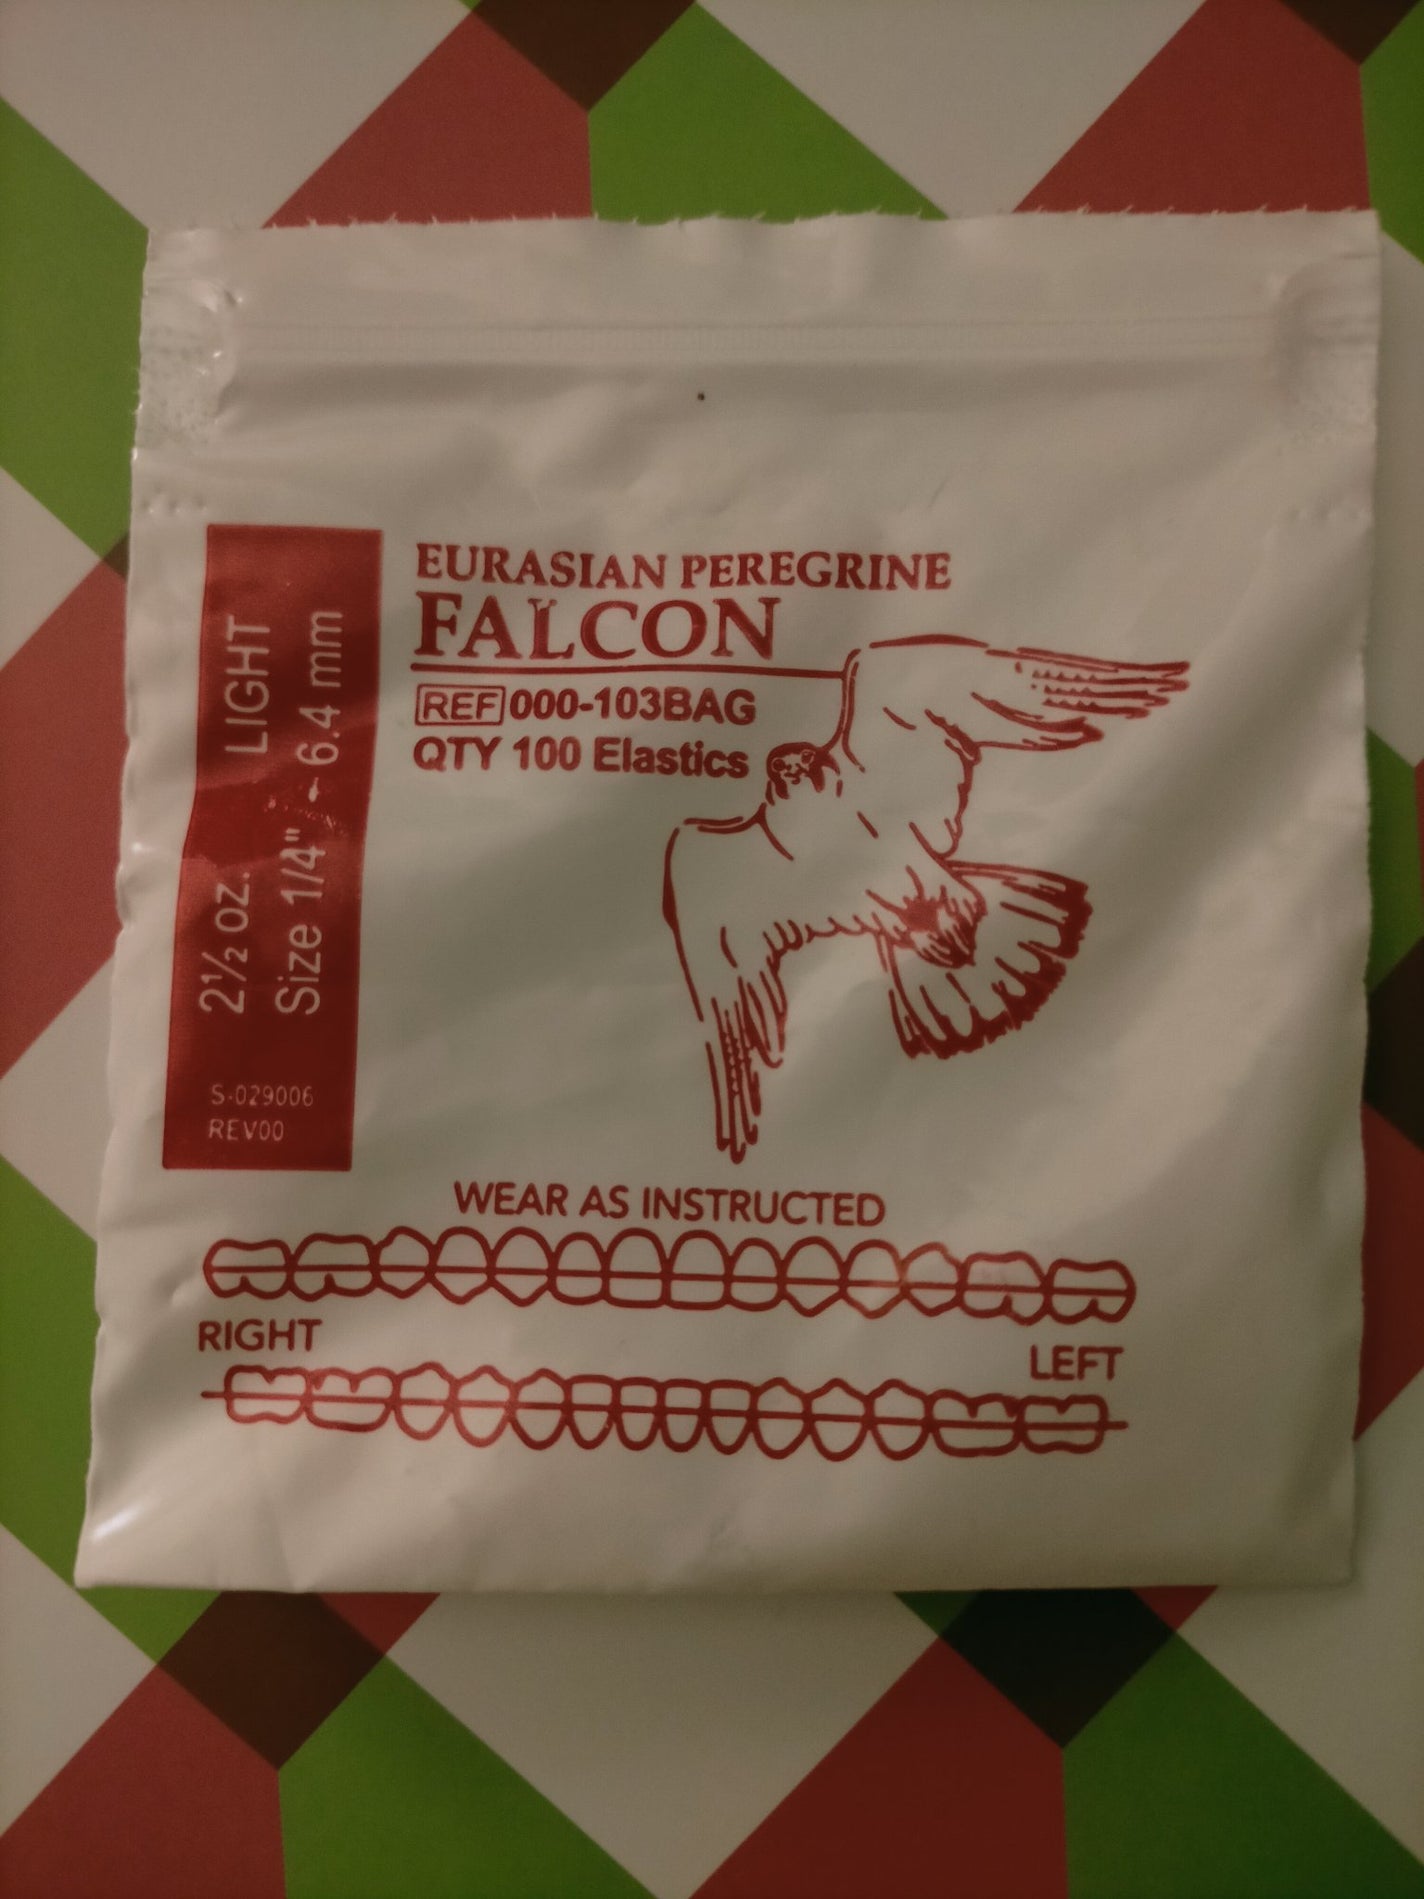 EURASIAN PEREGRINE
FALCON
REF 000-103BAG
QTY 100 Elastics
2½ oz. LIGHT
Size 1/4" - 6.4 mm
S-029006
REV00
WEAR AS INSTRUCTED
RIGHT
LEFT